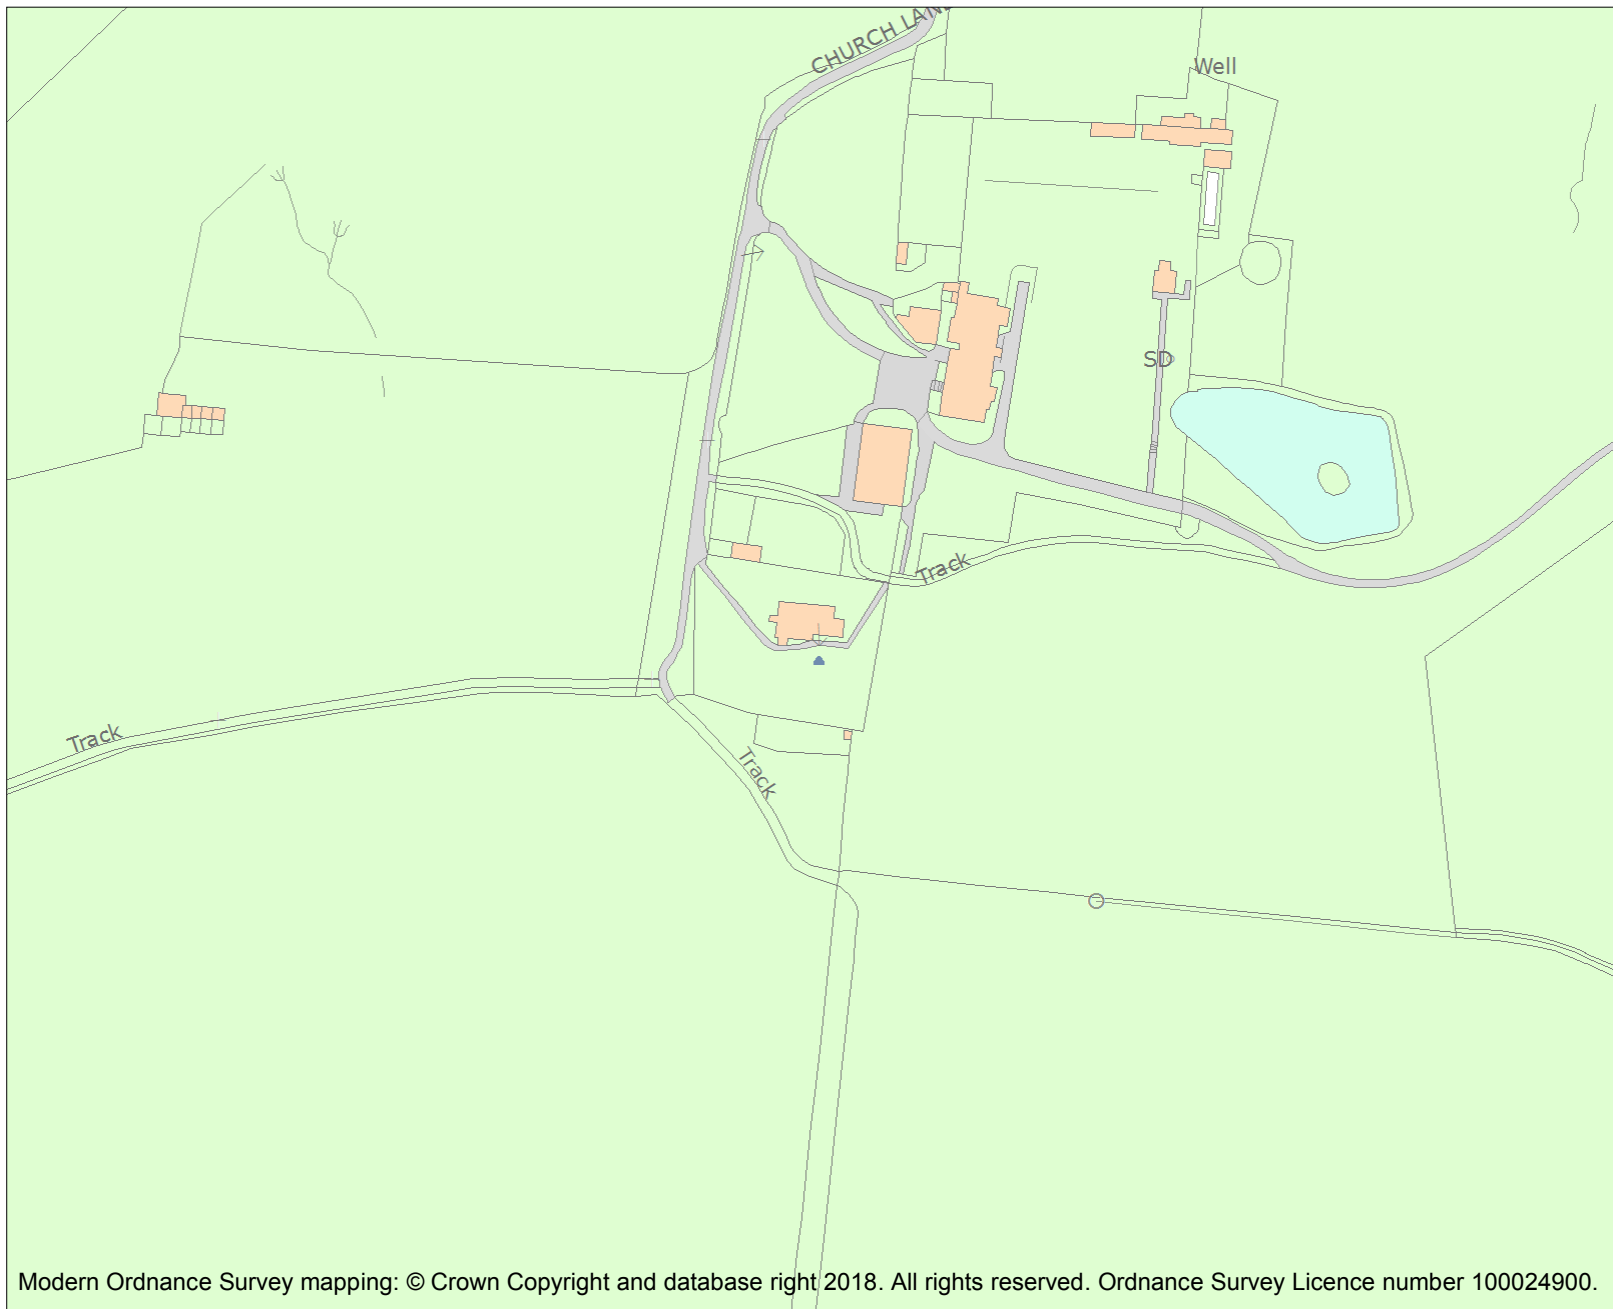 CHURCH LANE
Well
SD
Track
Track
Track
Modern Ordnance Survey mapping: © Crown Copyright and database right 2018. All rights reserved. Ordnance Survey Licence number 100024900.